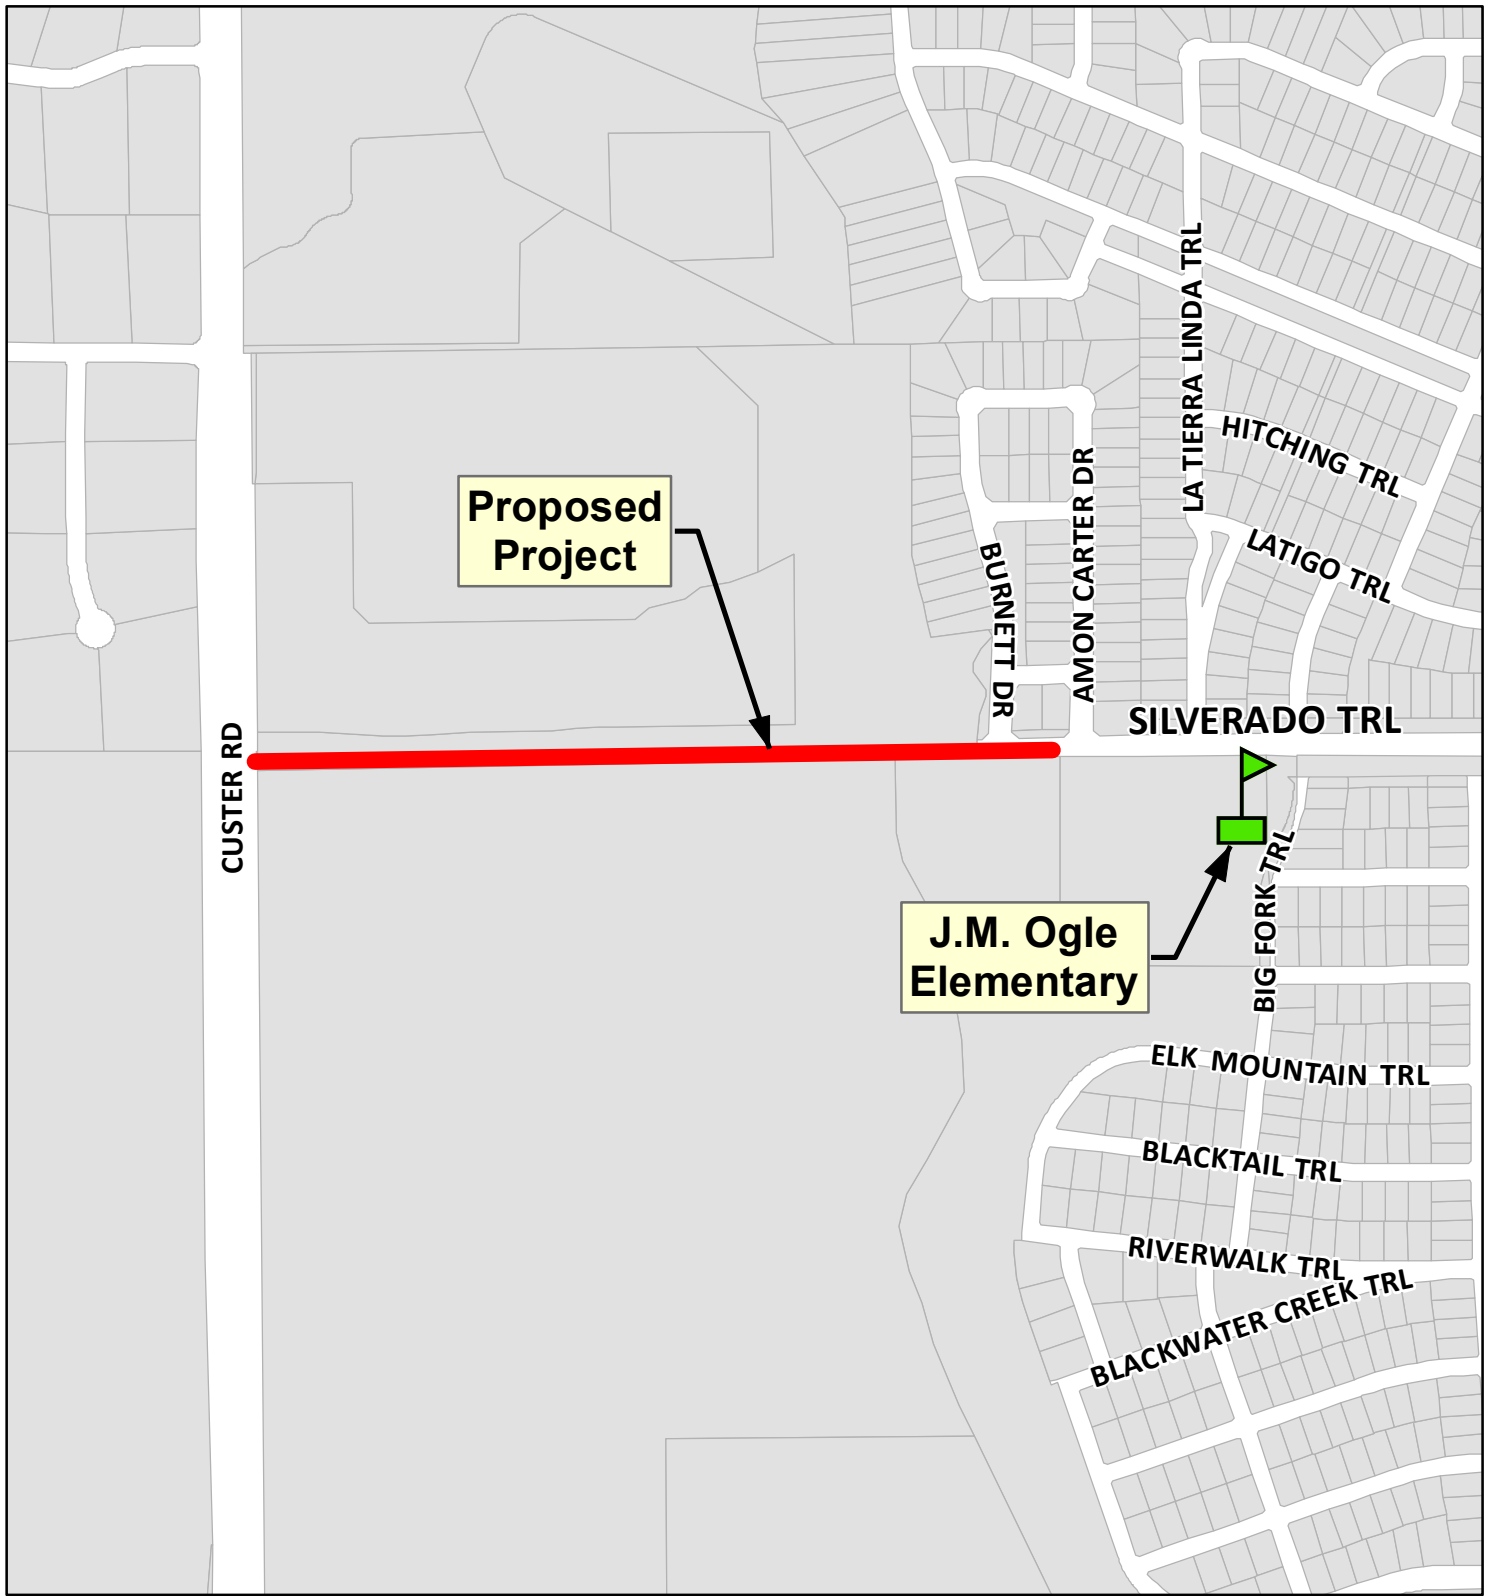 LA TIERRA LINDA TRL
HITCHING TRL
Proposed
Project
AMON CARTER DR
BURNETT DR
LATIGO TRL
SILVERADO TRL
CUSTER RD
BIG FORK TRL
J.M. Ogle
Elementary
ELK MOUNTAIN TRL
BLACKTAIL TRL
RIVERWALK TRL
BLACKWATER CREEK TRL